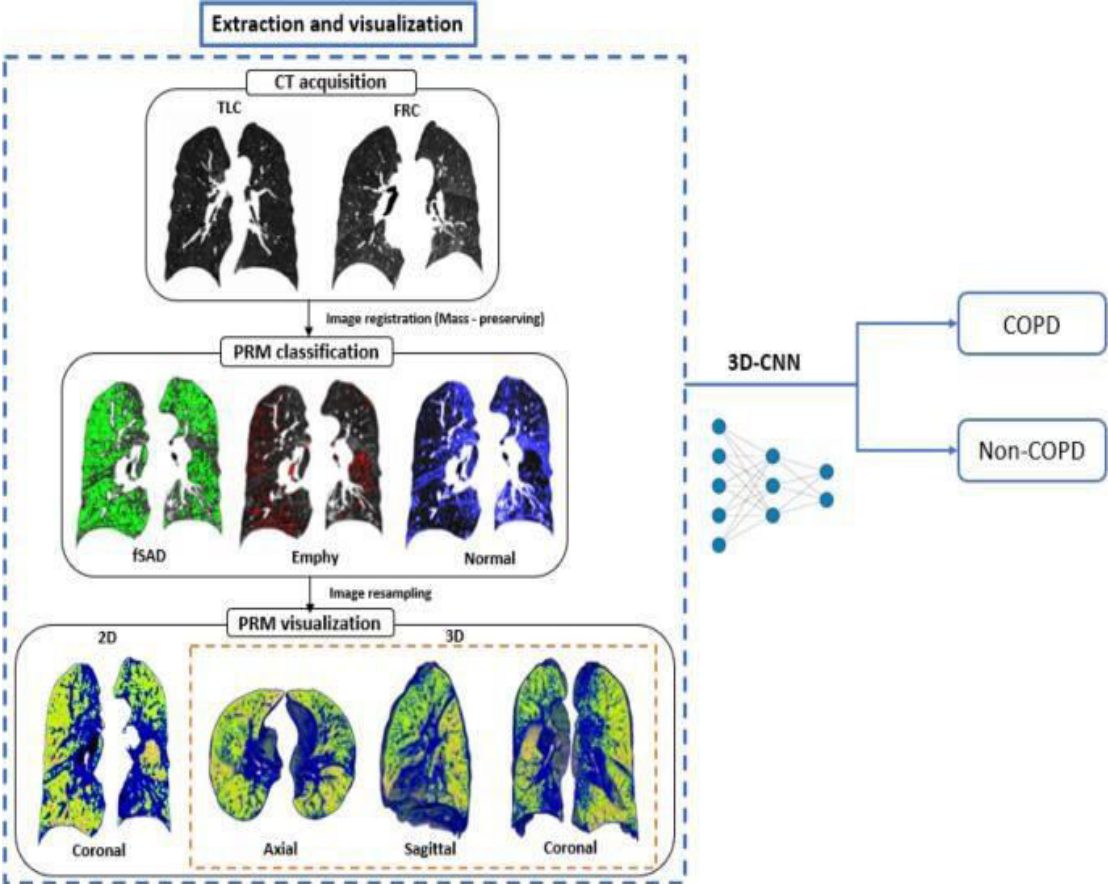 Extraction and visualization
CT acquisition
TLC
FRC
Image registration (Mass - preserving)
PRM classification
fSAD
Emphy
Normal
Image resampling
PRM visualization
2D
3D
Coronal
Axial
Sagittal
Coronal
3D-CNN
COPD
Non-COPD